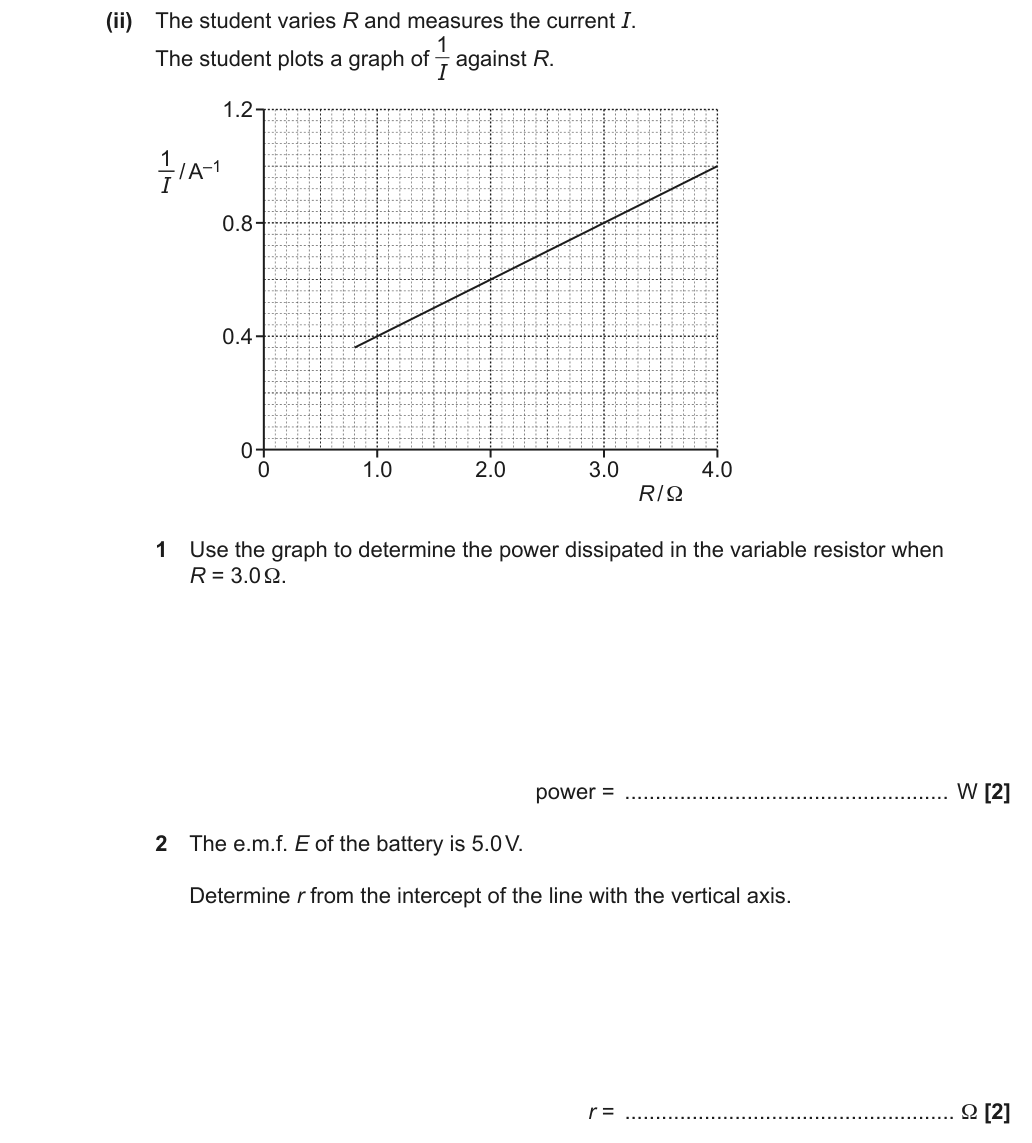 (ii) The student varies R and measures the current I.
The student plots a graph of 1/I against R.
1.2
1/I / A⁻¹
0.8
0.4
0
0 1.0 2.0 3.0 4.0
R / Ω
1 Use the graph to determine the power dissipated in the variable resistor when
R = 3.0 Ω.
power = ..................................................... W [2]
2 The e.m.f. E of the battery is 5.0 V.
Determine r from the intercept of the line with the vertical axis.
r = ...................................................... Ω [2]